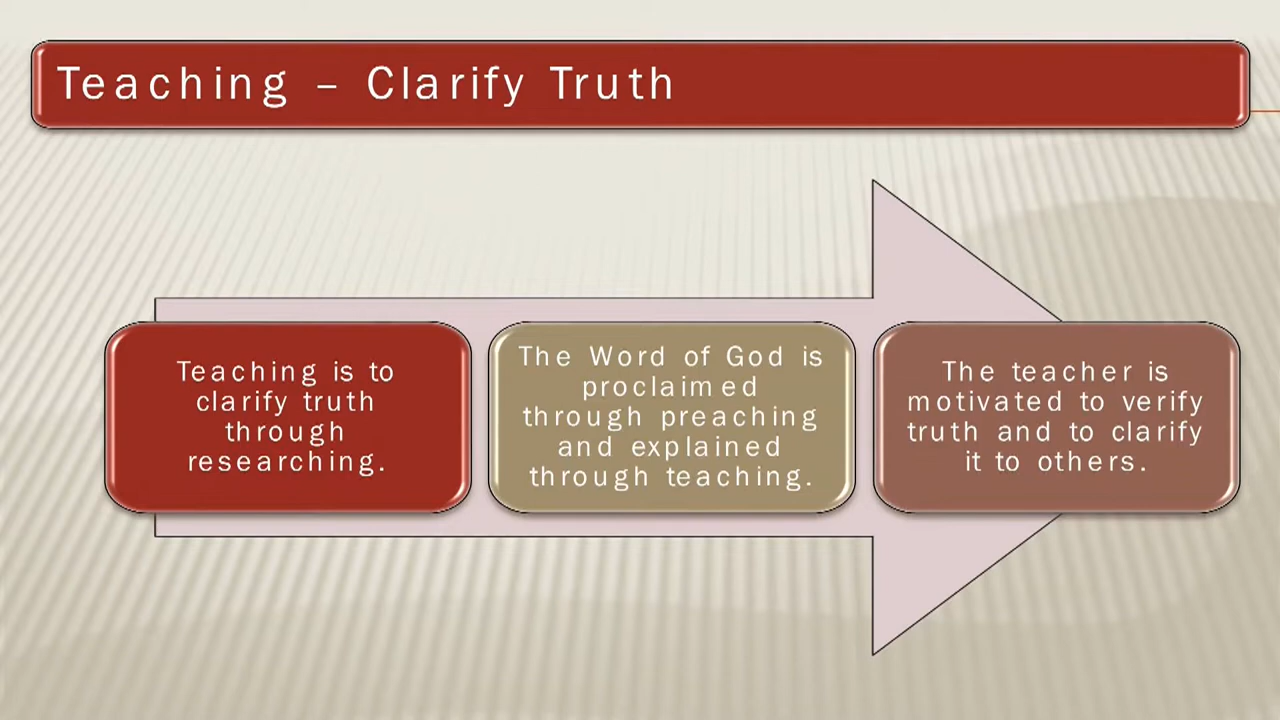 Teaching – Clarify Truth
Teaching is to
clarify truth
through
researching.
The Word of God is
proclaimed
through preaching
and explained
through teaching.
The teacher is
motivated to verify
truth and to clarify
it to others.